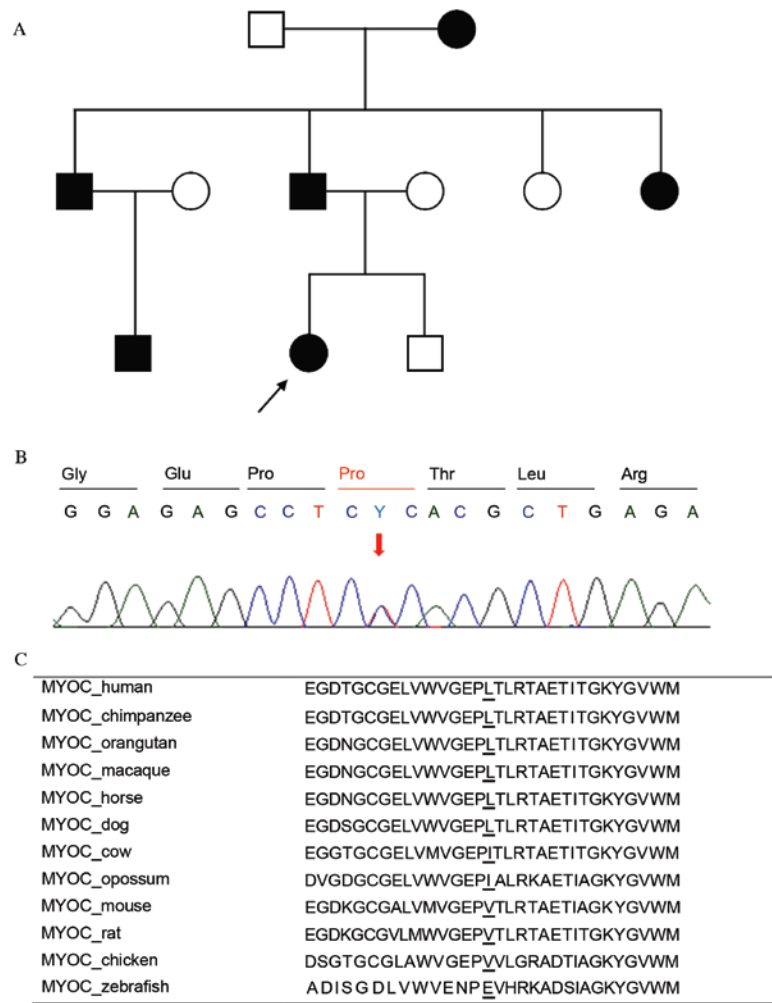 A
B
Gly Glu Pro Pro Thr Leu Arg
G G A G A G C C T C Y C A C G C T G A G A
C
MYOC_human EGDTGCGELVWVGEPLTLRTAETITGKYGVWM
MYOC_chimpanzee EGDTGCGELVWVGEPLTLRTAETITGKYGVWM
MYOC_orangutan EGDNGCGELVWVGEPLTLRTAETITGKYGVWM
MYOC_macaque EGDNGCGELVWVGEPLTLRTAETITGKYGVWM
MYOC_horse EGDNGCGELVWVGEPLTLRTAETITGKYGVWM
MYOC_dog EGDSGCGELVWVGEPLTLRTAETITGKYGVWM
MYOC_cow EGGTGCGELVMVGEPITLRTAETITGKYGVWM
MYOC_opossum DVGDGCGELVWVGEPIALRKAETIAGKYGVWM
MYOC_mouse EGDKGCGALVMVGEPVTLRTAETIAGKYGVWM
MYOC_rat EGDKGCGVLMWVGEPVTLRTAETIAGKYGVWM
MYOC_chicken DSGTGCGLAWVGEPVVLGRADTIAGKYGVWM
MYOC_zebrafish ADISGDLVWVENPEVHRKADSIAGKYGVWM